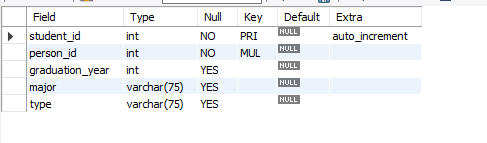 Field Type Null Key Default Extra
student_id int NO PRI NULL auto_increment
person_id int NO MUL NULL
graduation_year int YES NULL
major varchar(75) YES NULL
type varchar(75) YES NULL